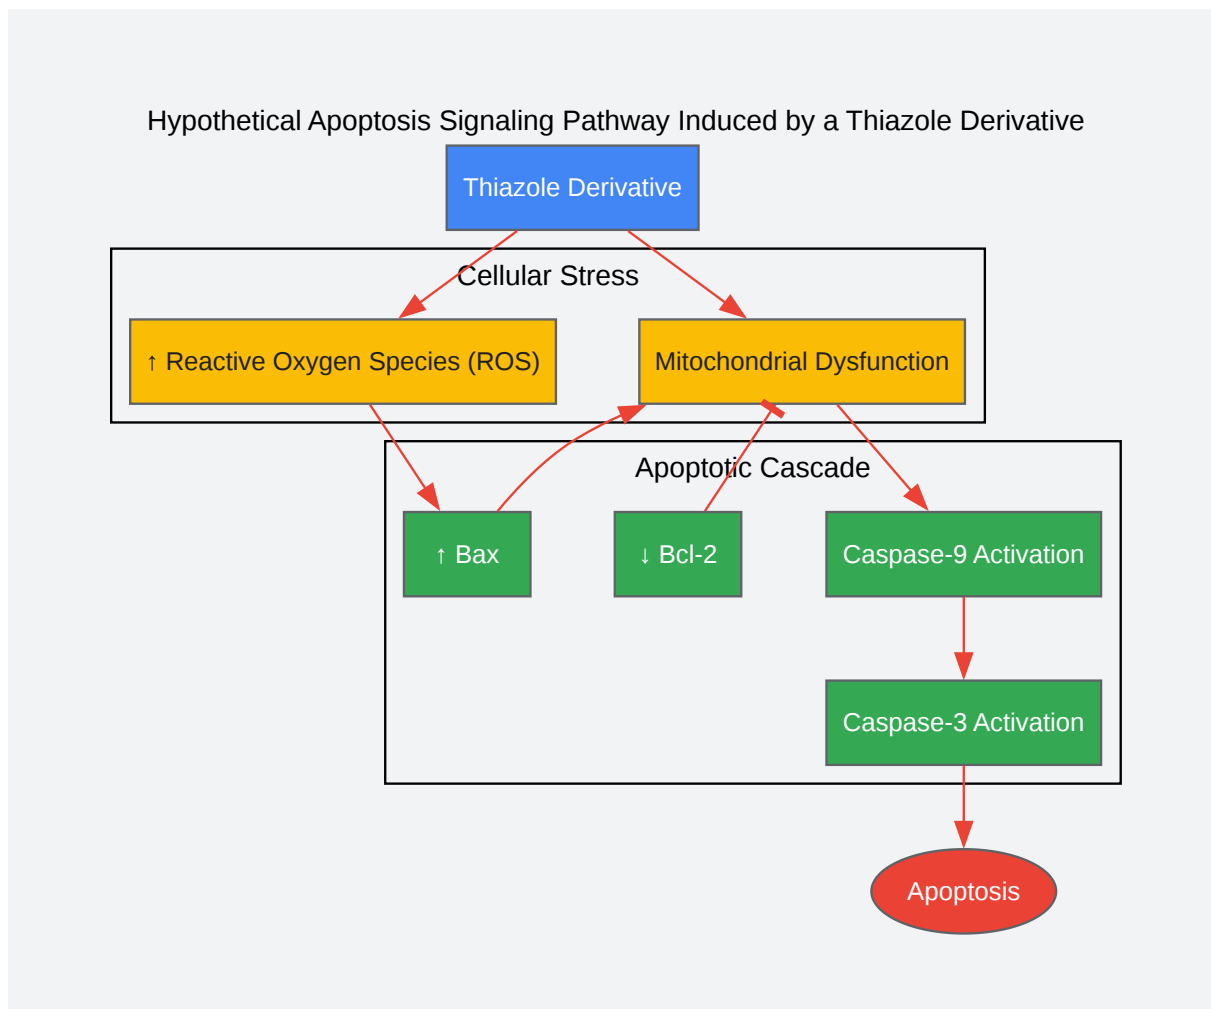 Hypothetical Apoptosis Signaling Pathway Induced by a Thiazole Derivative
Thiazole Derivative
Cellular Stress
↑ Reactive Oxygen Species (ROS)
Mitochondrial Dysfunction
Apoptotic Cascade
↑ Bax
↓ Bcl-2
Caspase-9 Activation
Caspase-3 Activation
Apoptosis